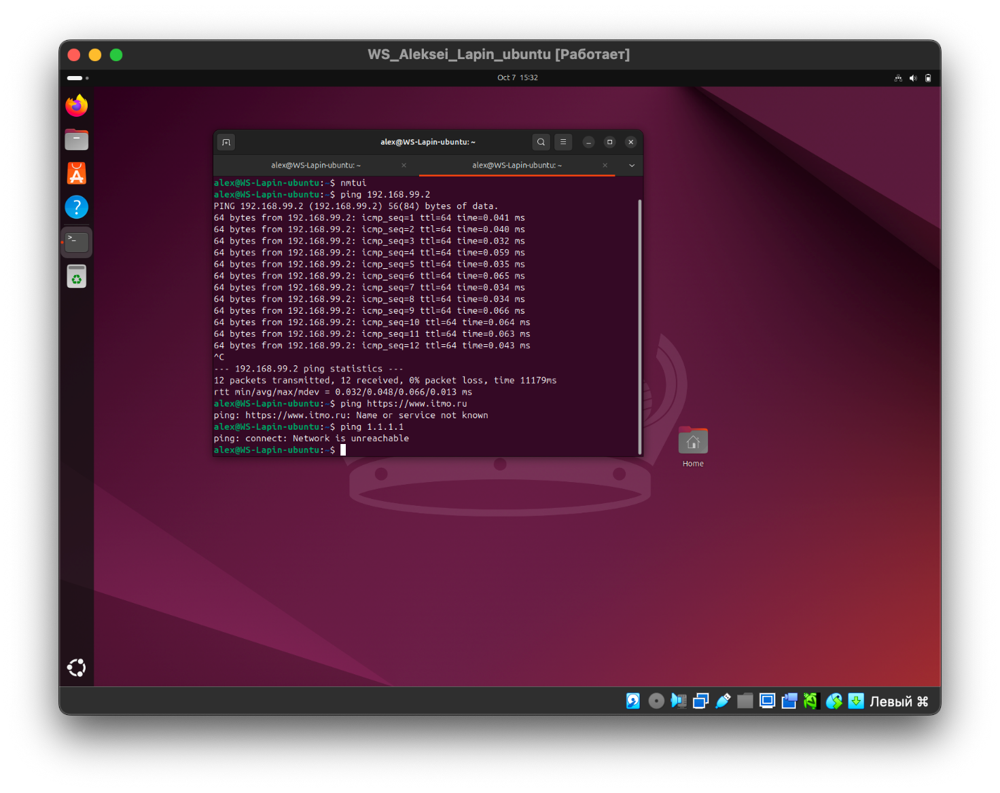 WS_Aleksei_Lapin_ubuntu [Работает]
Oct 7 15:32
alex@WS-Lapin-ubuntu: ~
alex@WS-Lapin-ubuntu: ~
alex@WS-Lapin-ubuntu: ~
alex@WS-Lapin-ubuntu:~$ nmtui
alex@WS-Lapin-ubuntu:~$ ping 192.168.99.2
PING 192.168.99.2 (192.168.99.2) 56(84) bytes of data.
64 bytes from 192.168.99.2: icmp_seq=1 ttl=64 time=0.041 ms
64 bytes from 192.168.99.2: icmp_seq=2 ttl=64 time=0.040 ms
64 bytes from 192.168.99.2: icmp_seq=3 ttl=64 time=0.032 ms
64 bytes from 192.168.99.2: icmp_seq=4 ttl=64 time=0.059 ms
64 bytes from 192.168.99.2: icmp_seq=5 ttl=64 time=0.035 ms
64 bytes from 192.168.99.2: icmp_seq=6 ttl=64 time=0.065 ms
64 bytes from 192.168.99.2: icmp_seq=7 ttl=64 time=0.034 ms
64 bytes from 192.168.99.2: icmp_seq=8 ttl=64 time=0.034 ms
64 bytes from 192.168.99.2: icmp_seq=9 ttl=64 time=0.066 ms
64 bytes from 192.168.99.2: icmp_seq=10 ttl=64 time=0.064 ms
64 bytes from 192.168.99.2: icmp_seq=11 ttl=64 time=0.063 ms
64 bytes from 192.168.99.2: icmp_seq=12 ttl=64 time=0.043 ms
^C
--- 192.168.99.2 ping statistics ---
12 packets transmitted, 12 received, 0% packet loss, time 11179ms
rtt min/avg/max/mdev = 0.032/0.048/0.066/0.013 ms
alex@WS-Lapin-ubuntu:~$ ping https://www.itmo.ru
ping: https://www.itmo.ru: Name or service not known
alex@WS-Lapin-ubuntu:~$ ping 1.1.1.1
ping: connect: Network is unreachable
alex@WS-Lapin-ubuntu:~$
Home
Левый ⌘